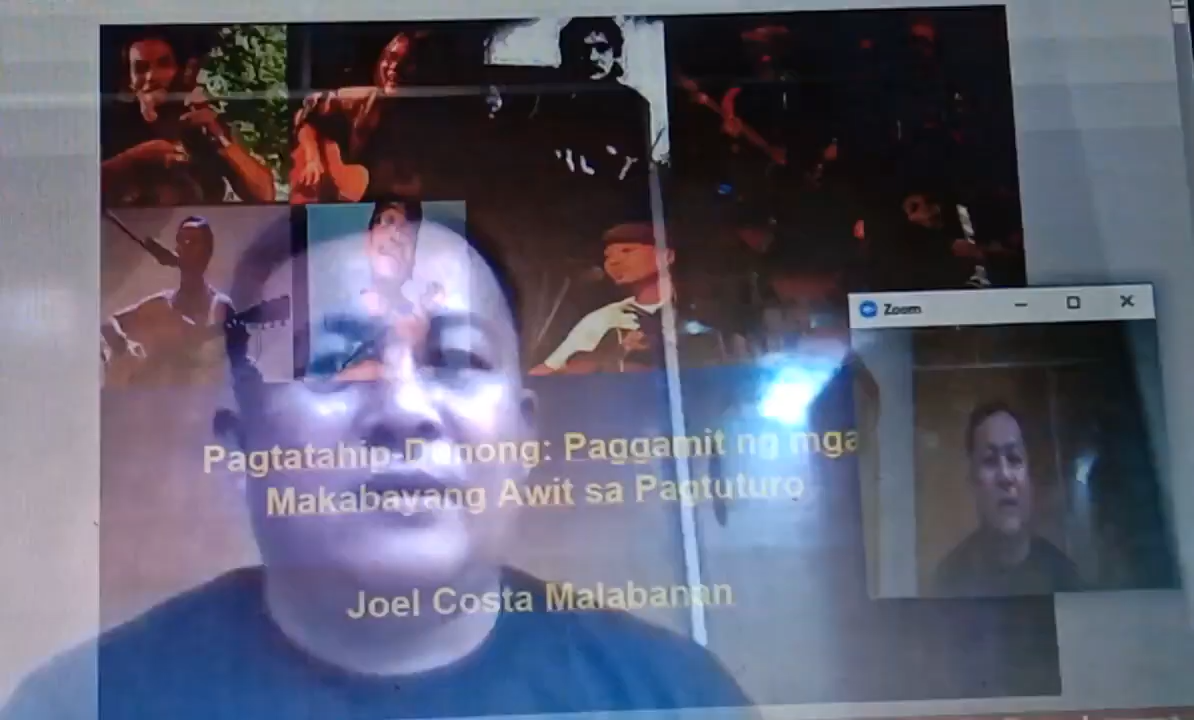 Zoom
Pagtatahip-Dunong: Paggamit ng mga
Makabayang Awit sa Pagtuturo
Joel Costa Malabanan